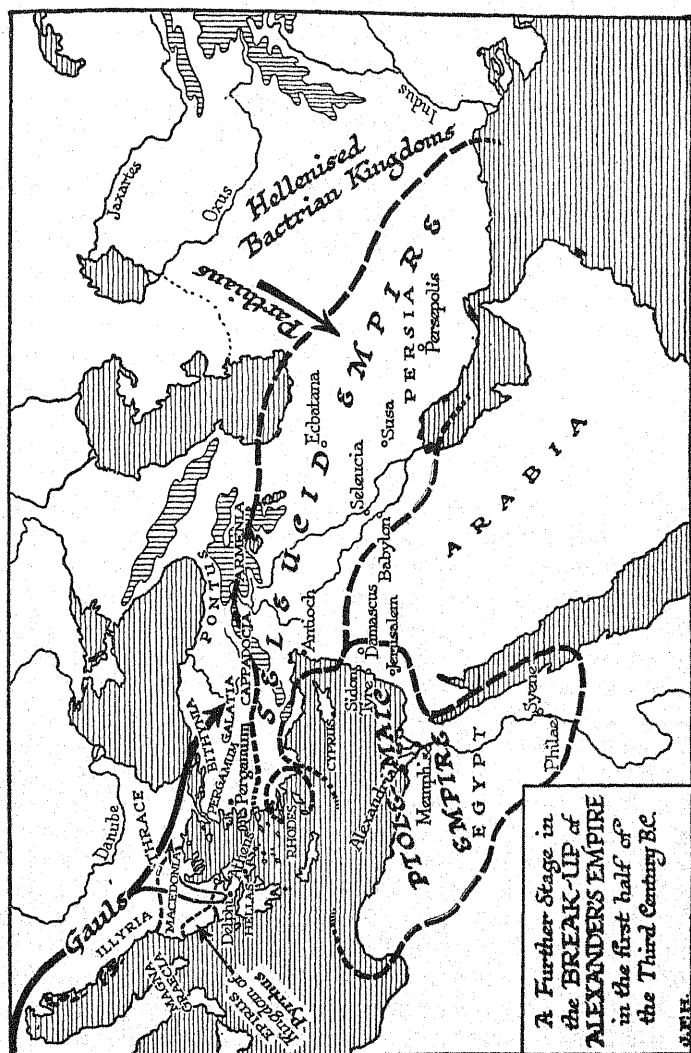 A Further Stage in
the BREAK-UP of
ALEXANDER'S EMPIRE
in the first half of
the Third Century B.C.
J.F.H.
Gauls
Danube
ILLYRIA
THRACE
MACEDONIA
MAGNA
GRAECIA
EPIRUS
Kingdom of
Pyrrhus
Delphi
HELLAS
Athens
BITHYNIA
PERGAMUM
Pergamum
GALATIA
PONTUS
CAPPADOCIA
ARMENIA
RHODES
CYPRUS
SELEUCID EMPIRE
Antioch
Sidon
Tyre
Damascus
Jerusalem
Babylon
Seleucia
Ecbatana
Susa
PERSIA
Persepolis
Parthians
Jaxartes
Oxus
Hellenised
Bactrian Kingdoms
Indus
ARABIA
PTOLEMAIC
EMPIRE
EGYPT
Memphis
Syene
Philae